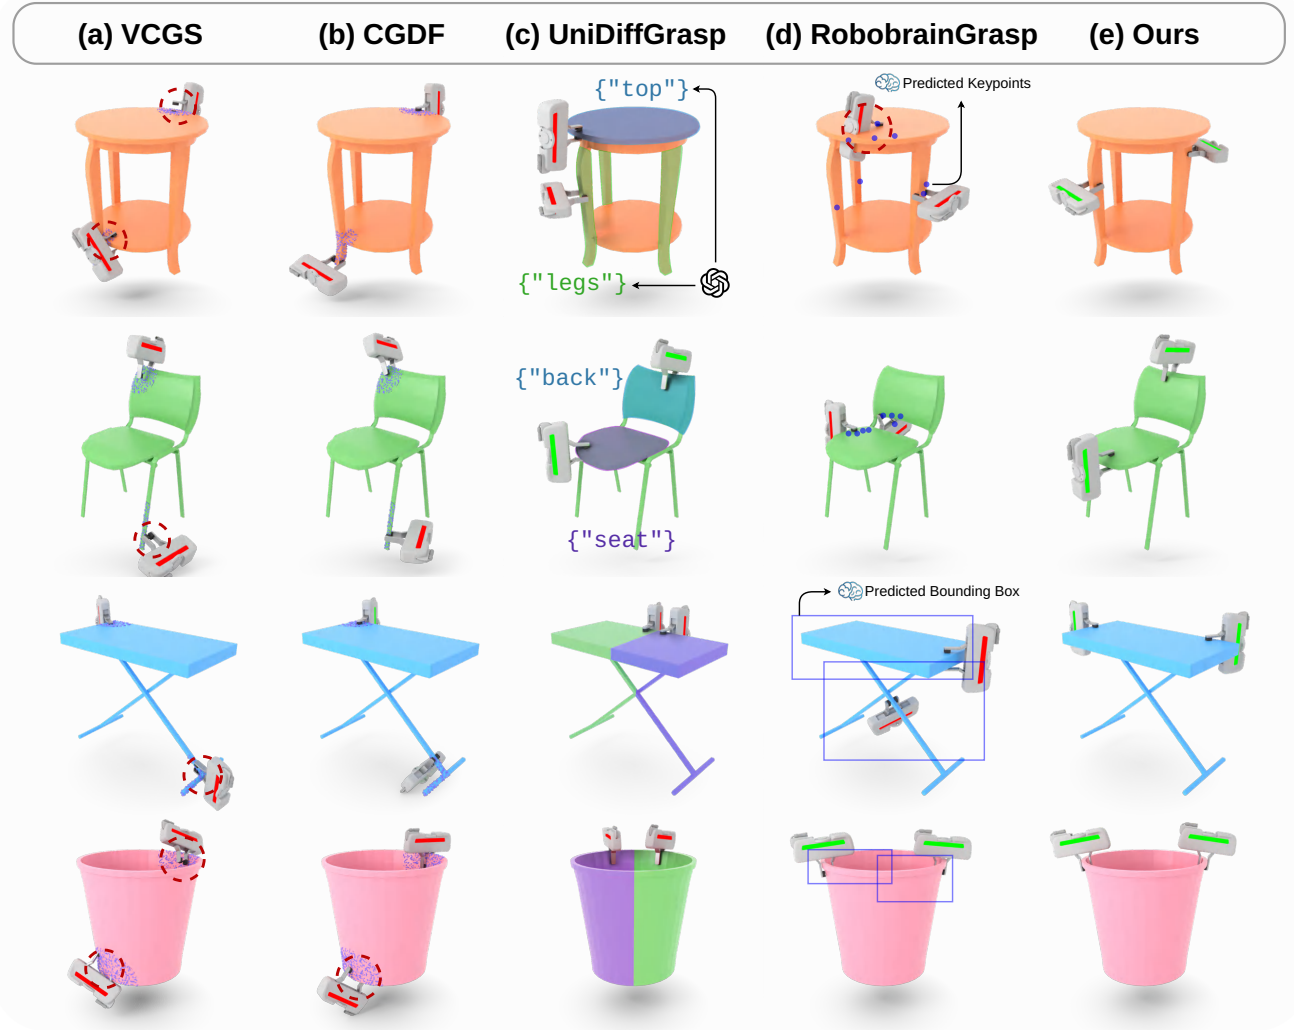 (a) VCGS (b) CGDF (c) UniDiffGrasp (d) RobobrainGrasp (e) Ours
{"top"}
Predicted Keypoints
{"legs"}
{"back"}
{"seat"}
Predicted Bounding Box